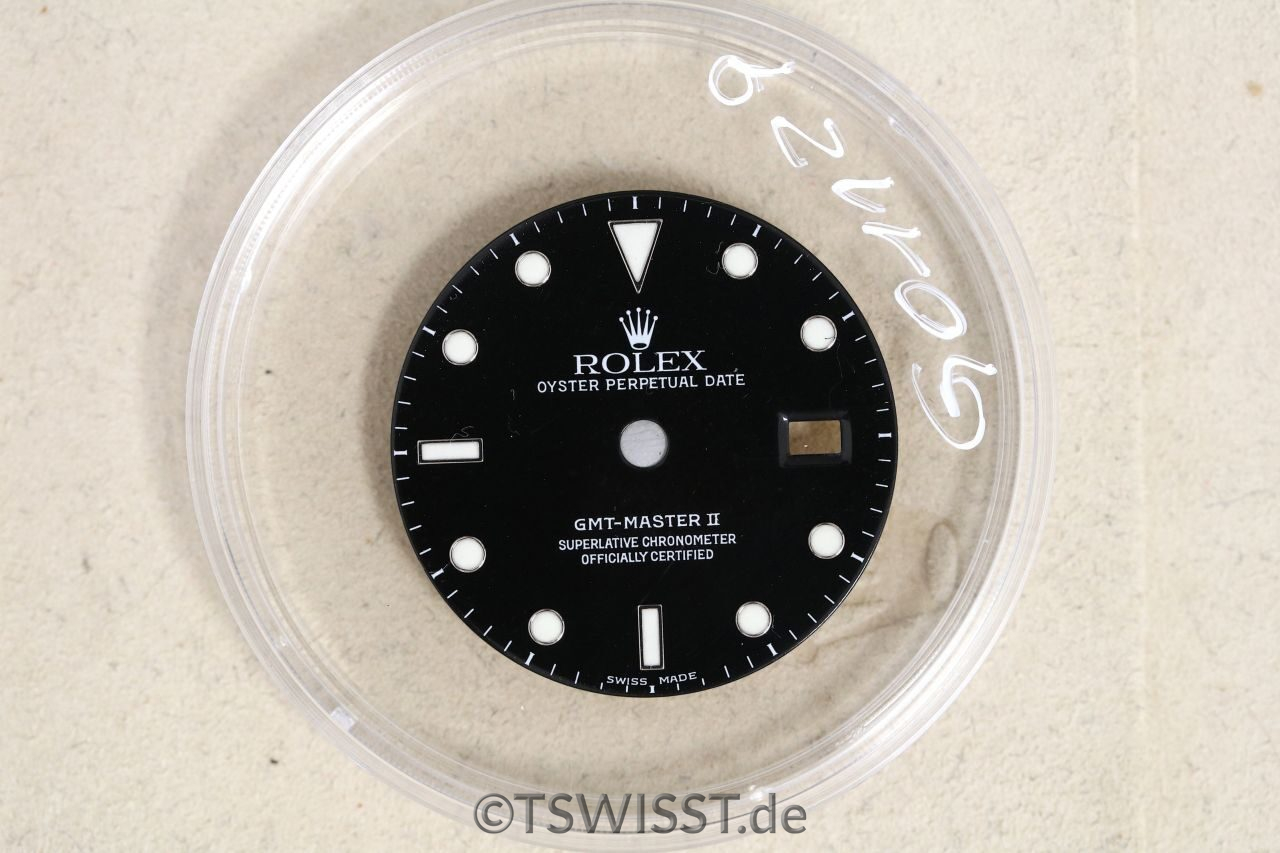 ROLEX
OYSTER PERPETUAL DATE
GMT-MASTER II
SUPERLATIVE CHRONOMETER
OFFICIALLY CERTIFIED
SWISS MADE
©TSWISST.de